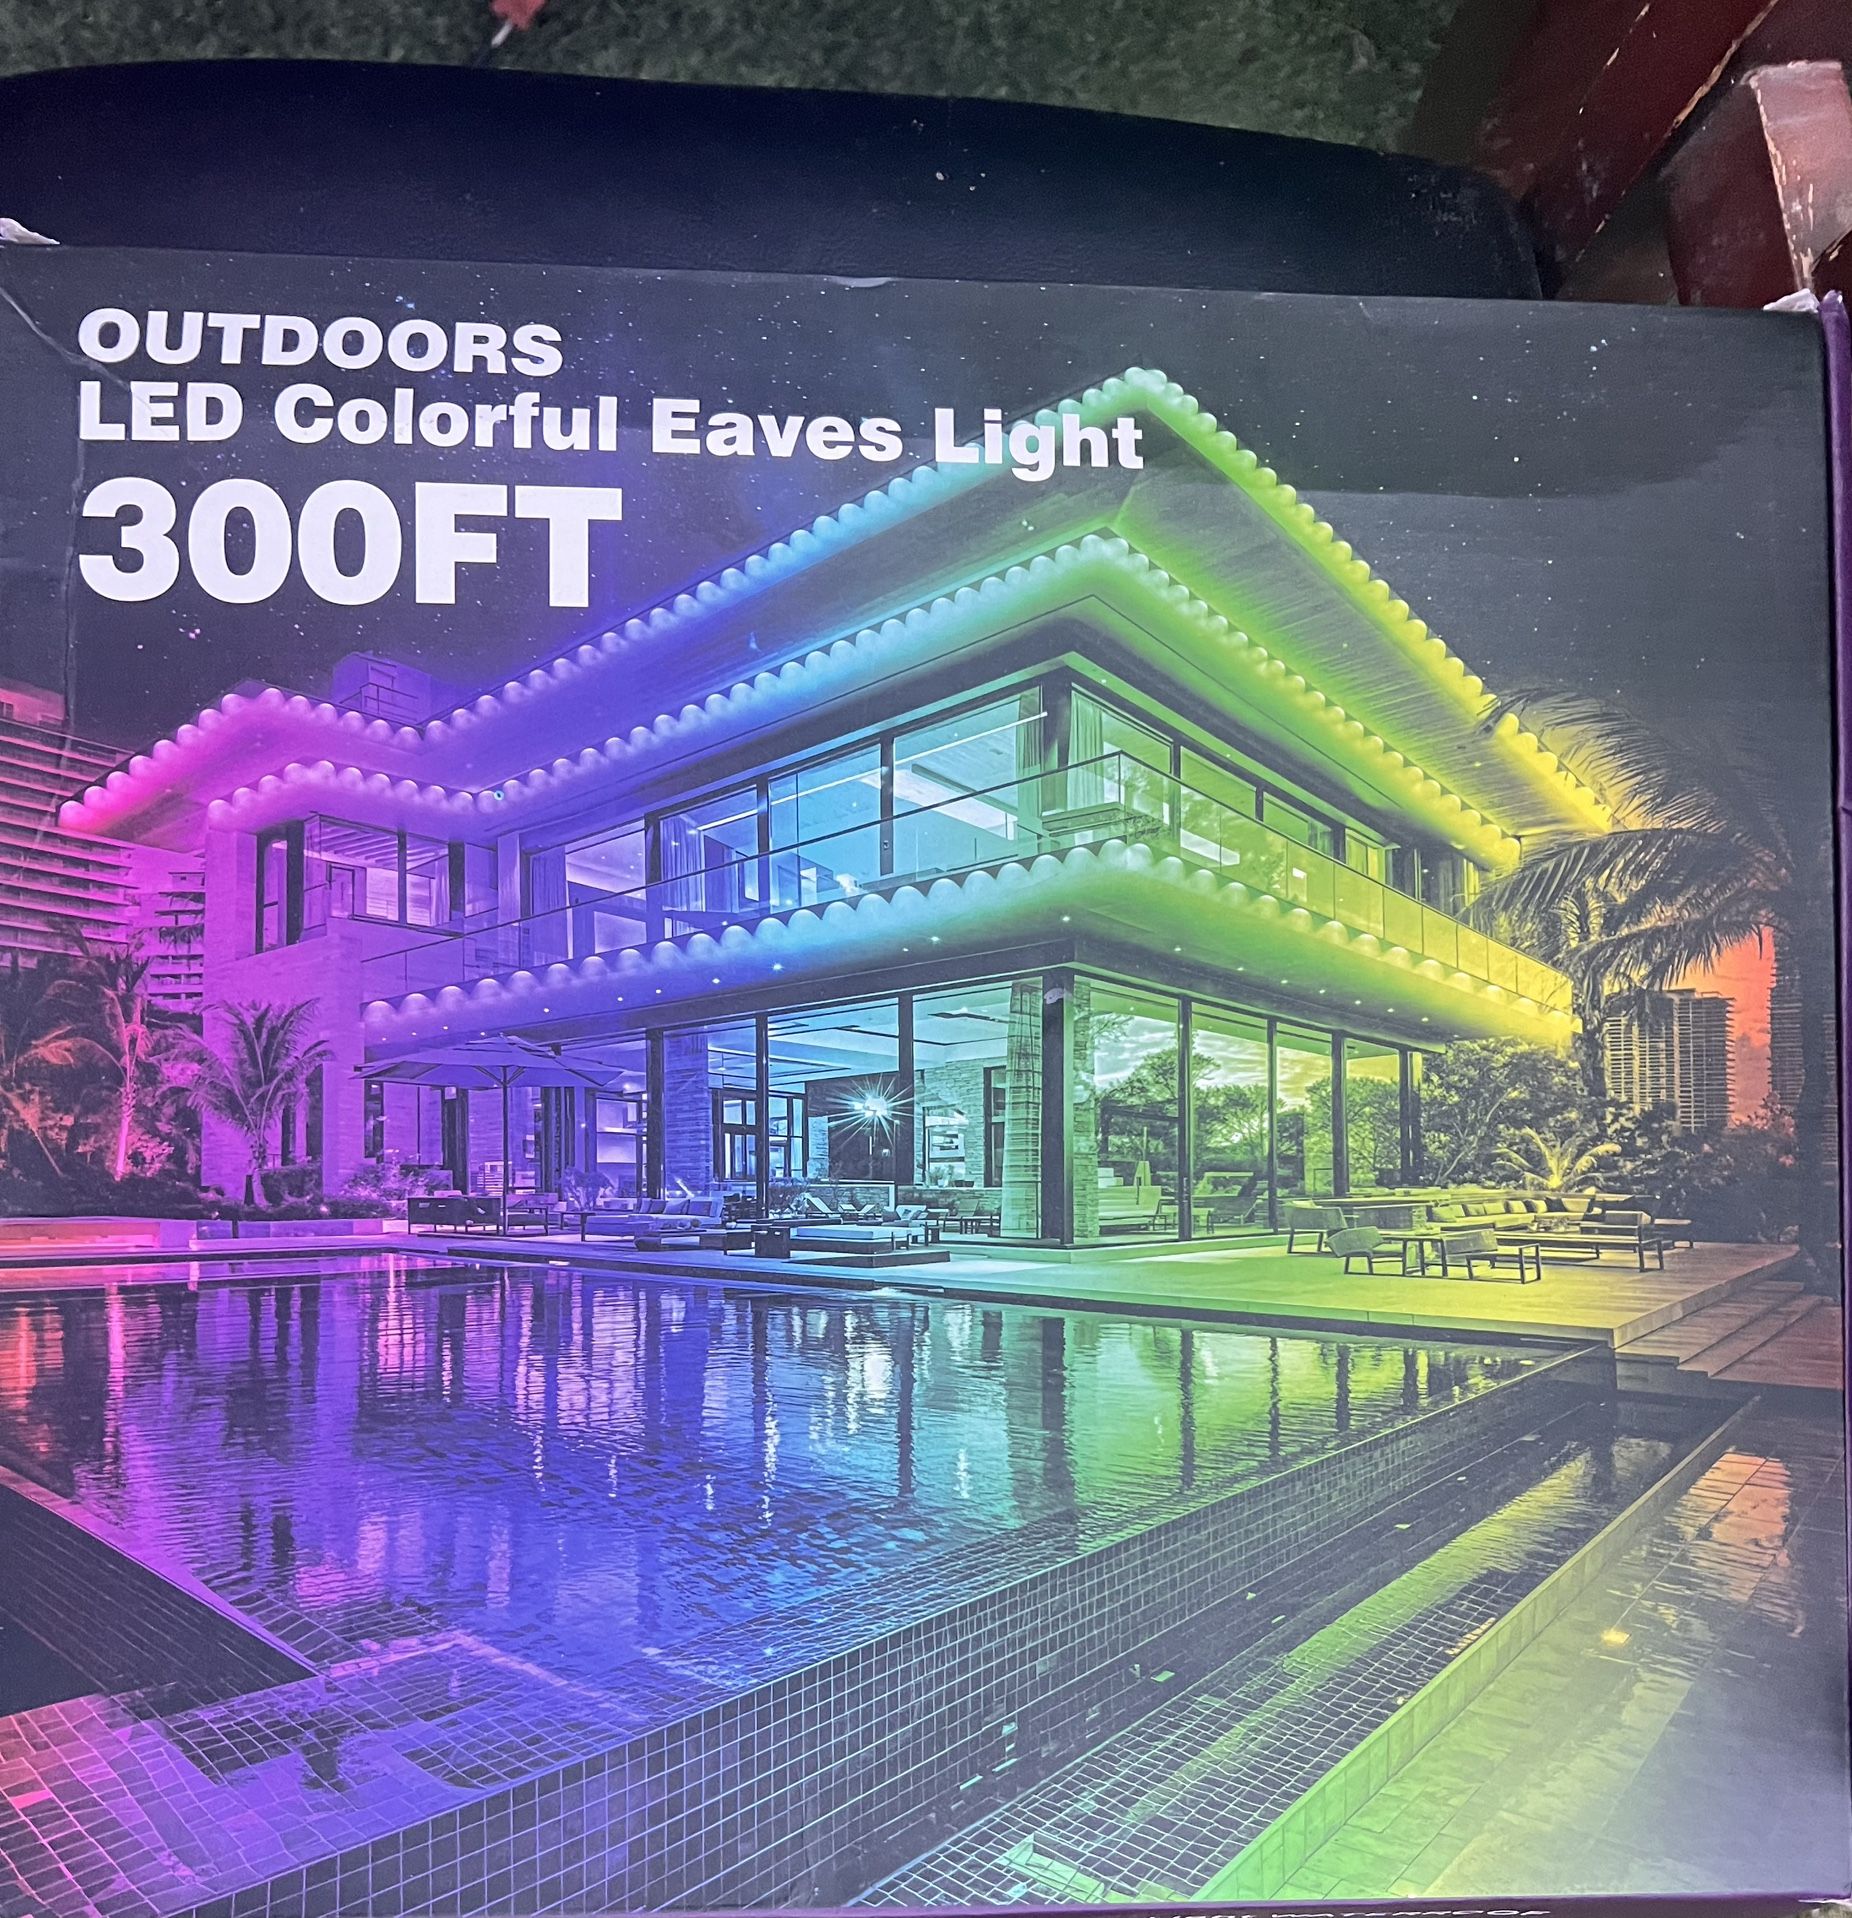 OUTDOORS
LED Colorful Eaves Light
300FT